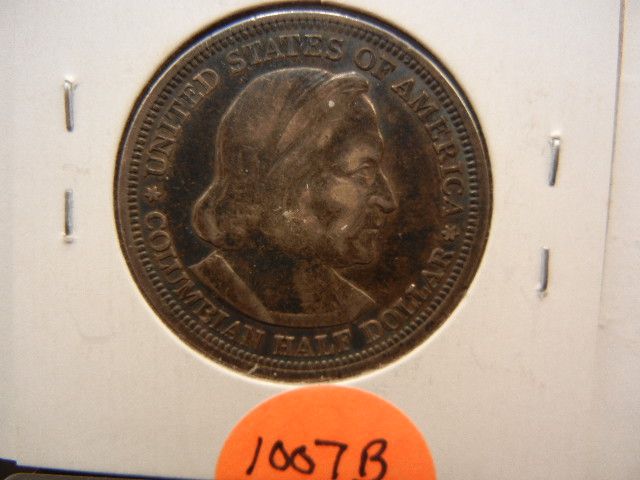 UNITED STATES OF AMERICA
COLUMBIAN HALF DOLLAR
1007B